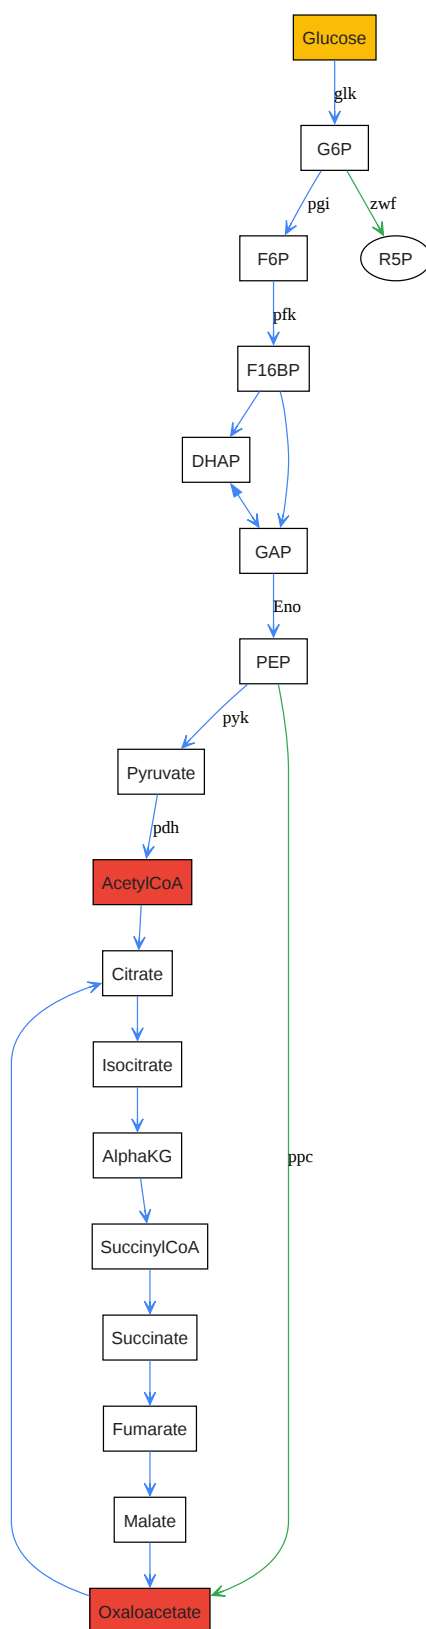 Glucose
glk
G6P
pgi
zwf
F6P
R5P
pfk
F16BP
DHAP
GAP
Eno
PEP
pyk
Pyruvate
pdh
AcetylCoA
Citrate
Isocitrate
AlphaKG
ppc
SuccinylCoA
Succinate
Fumarate
Malate
Oxaloacetate